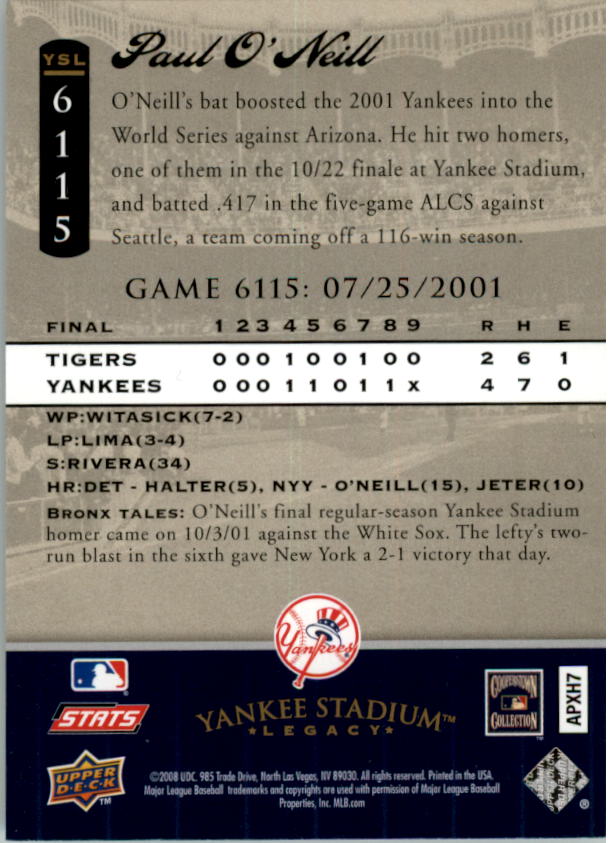 YSL
6
1
1
5
Paul O'Neill
O'Neill's bat boosted the 2001 Yankees into the
World Series against Arizona. He hit two homers,
one of them in the 10/22 finale at Yankee Stadium,
and batted .417 in the five-game ALCS against
Seattle, a team coming off a 116-win season.
GAME 6115: 07/25/2001
FINAL 1 2 3 4 5 6 7 8 9 R H E
TIGERS 0 0 0 1 0 0 1 0 0 2 6 1
YANKEES 0 0 0 1 1 0 1 1 x 4 7 0
WP:WITASICK(7-2)
LP:LIMA(3-4)
S:RIVERA(34)
HR:DET - HALTER(5), NYY - O'NEILL(15), JETER(10)
BRONX TALES: O'Neill's final regular-season Yankee Stadium
homer came on 10/3/01 against the White Sox. The lefty's two-
run blast in the sixth gave New York a 2-1 victory that day.
Yankees
STATS
YANKEE STADIUM™
LEGACY
COOPERSTOWN
COLLECTION
TM
APXH7
UPPER
DECK
TM
©2008 UDC. 985 Trade Drive, North Las Vegas, NV 89030. All rights reserved. Printed in the USA.
Major League Baseball trademarks and copyrights are used with permission of Major League Baseball
Properties, Inc. MLB.com
®